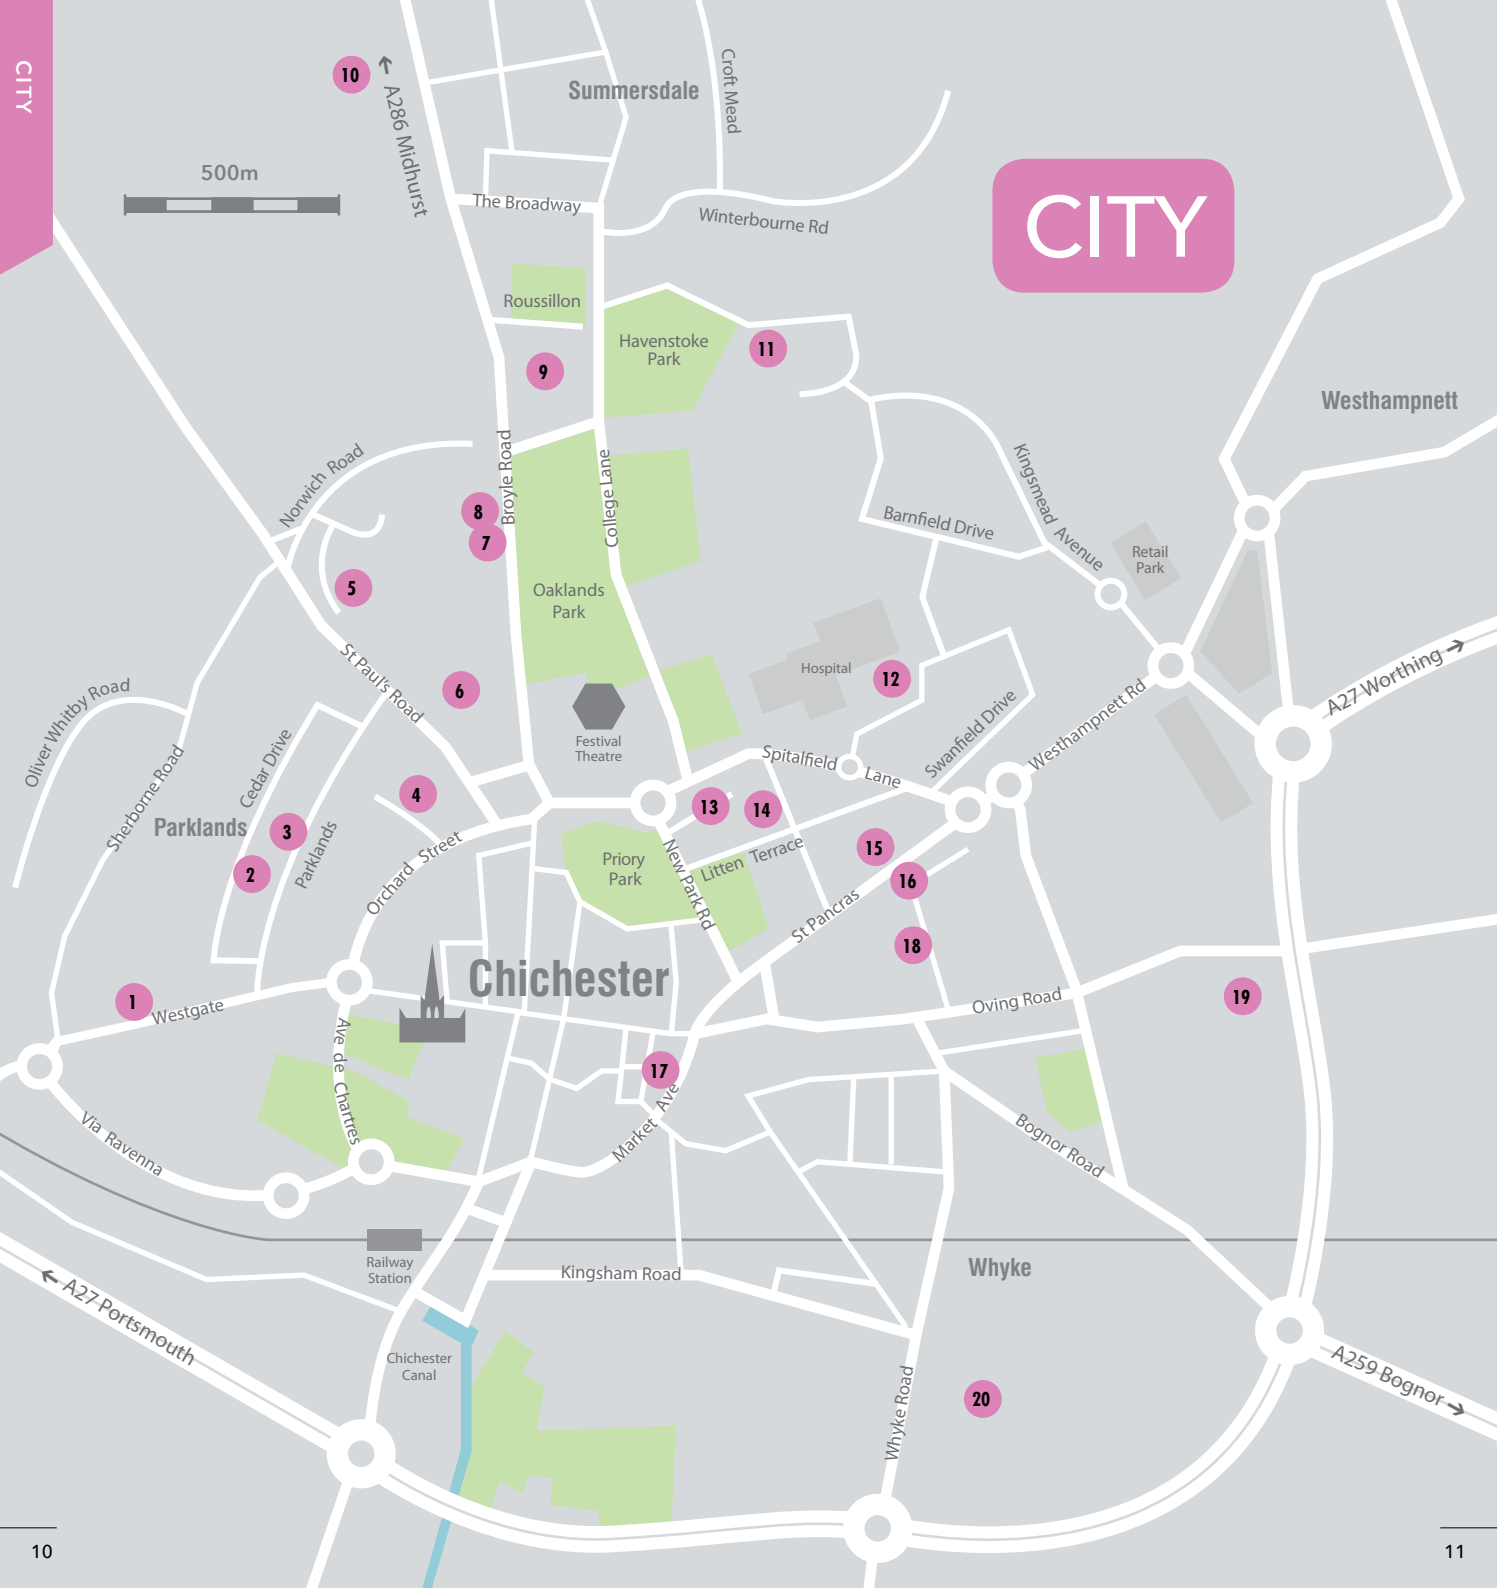 CITY
10
A286 Midhurst
Summersdale
Croft Mead
500m
The Broadway
Winterbourne Rd
CITY
Roussillon
Havenstoke
Park
11
9
Westhampnett
Norwich Road
Broyle Road
College Lane
Kingsmead Avenue
8
7
Barnfield Drive
Retail
Park
5
Oaklands
Park
St Paul's Road
6
Hospital
12
Oliver Whitby Road
A27 Worthing
Festival
Theatre
Swanfield Drive
Westhampnett Rd
Spitalfield Lane
Cedar Drive
Sherborne Road
4
13
14
Parklands
3
Parklands
2
Orchard Street
Priory
Park
New Park Rd
Litten Terrace
15
16
St Pancras
18
Chichester
19
1
Westgate
Oving Road
Ave de Chartres
17
Market Ave
Via Ravenna
Bognor Road
Railway
Station
Kingsham Road
Whyke
A27 Portsmouth
Chichester
Canal
A259 Bognor
Whyke Road
20
10
11